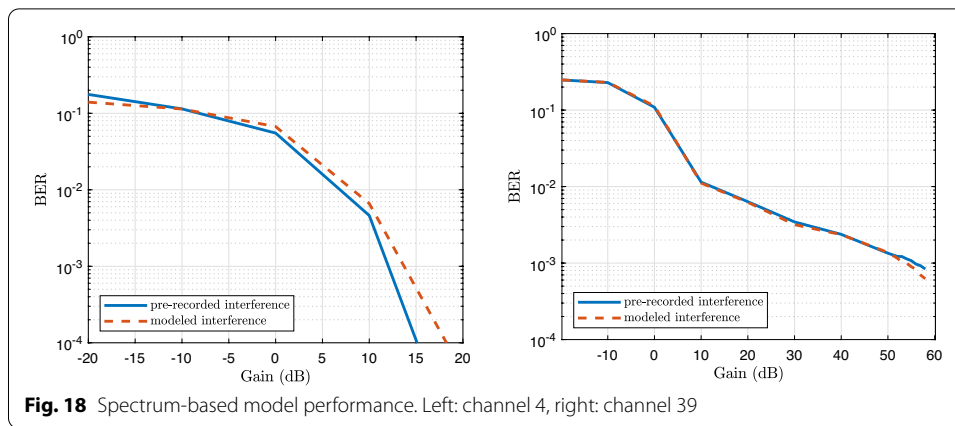 10^0
10^-1
10^-2
10^-3
10^-4
BER
pre-recorded interference
modeled interference
-20 -15 -10 -5 0 5 10 15 20
Gain (dB)
10^0
10^-1
10^-2
10^-3
10^-4
BER
pre-recorded interference
modeled interference
-10 0 10 20 30 40 50 60
Gain (dB)
Fig. 18 Spectrum-based model performance. Left: channel 4, right: channel 39